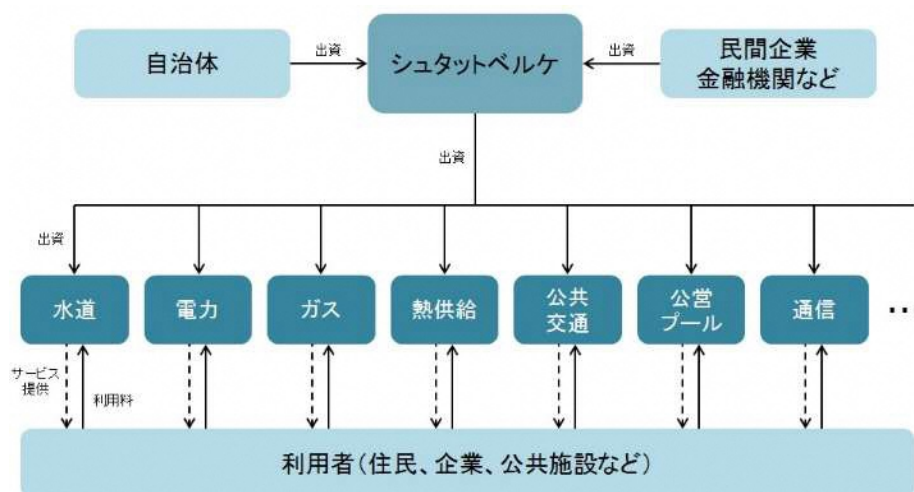 出資
出資
自治体
シュタットベルケ
民間企業
金融機関など
出資
出資
水道
電力
ガス
熱供給
公共
交通
公営
プール
通信
・・
サービス
提供
利用料
利用者(住民、企業、公共施設など)